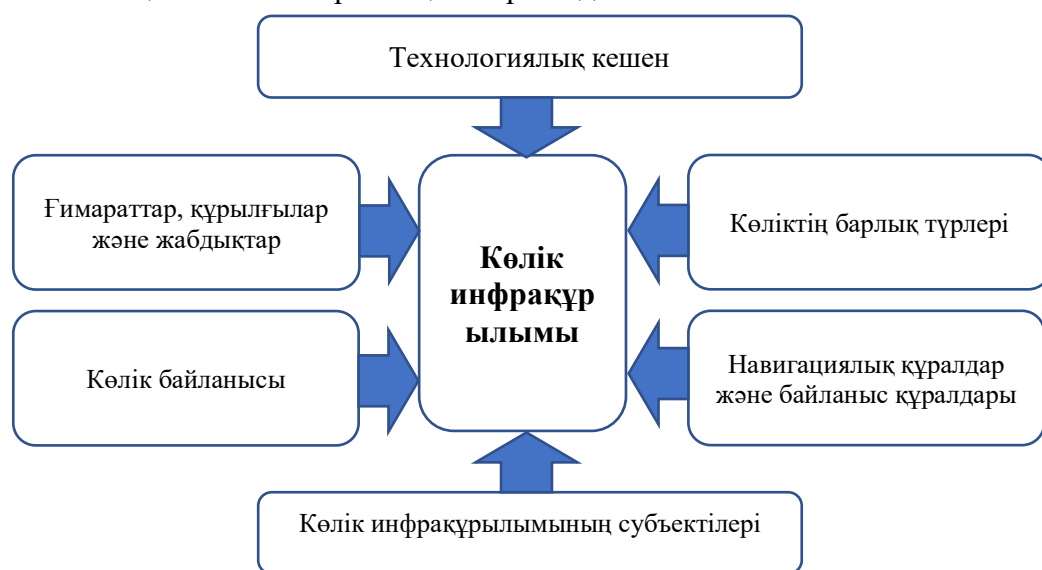 Технологиялық кешен
Ғимараттар, құрылғылар
және жабдықтар
Көліктің барлық түрлері
Көлік
инфрақұр
ылымы
Көлік байланысы
Навигациялық құралдар
және байланыс құралдары
Көлік инфрақұрылымының субъектілері